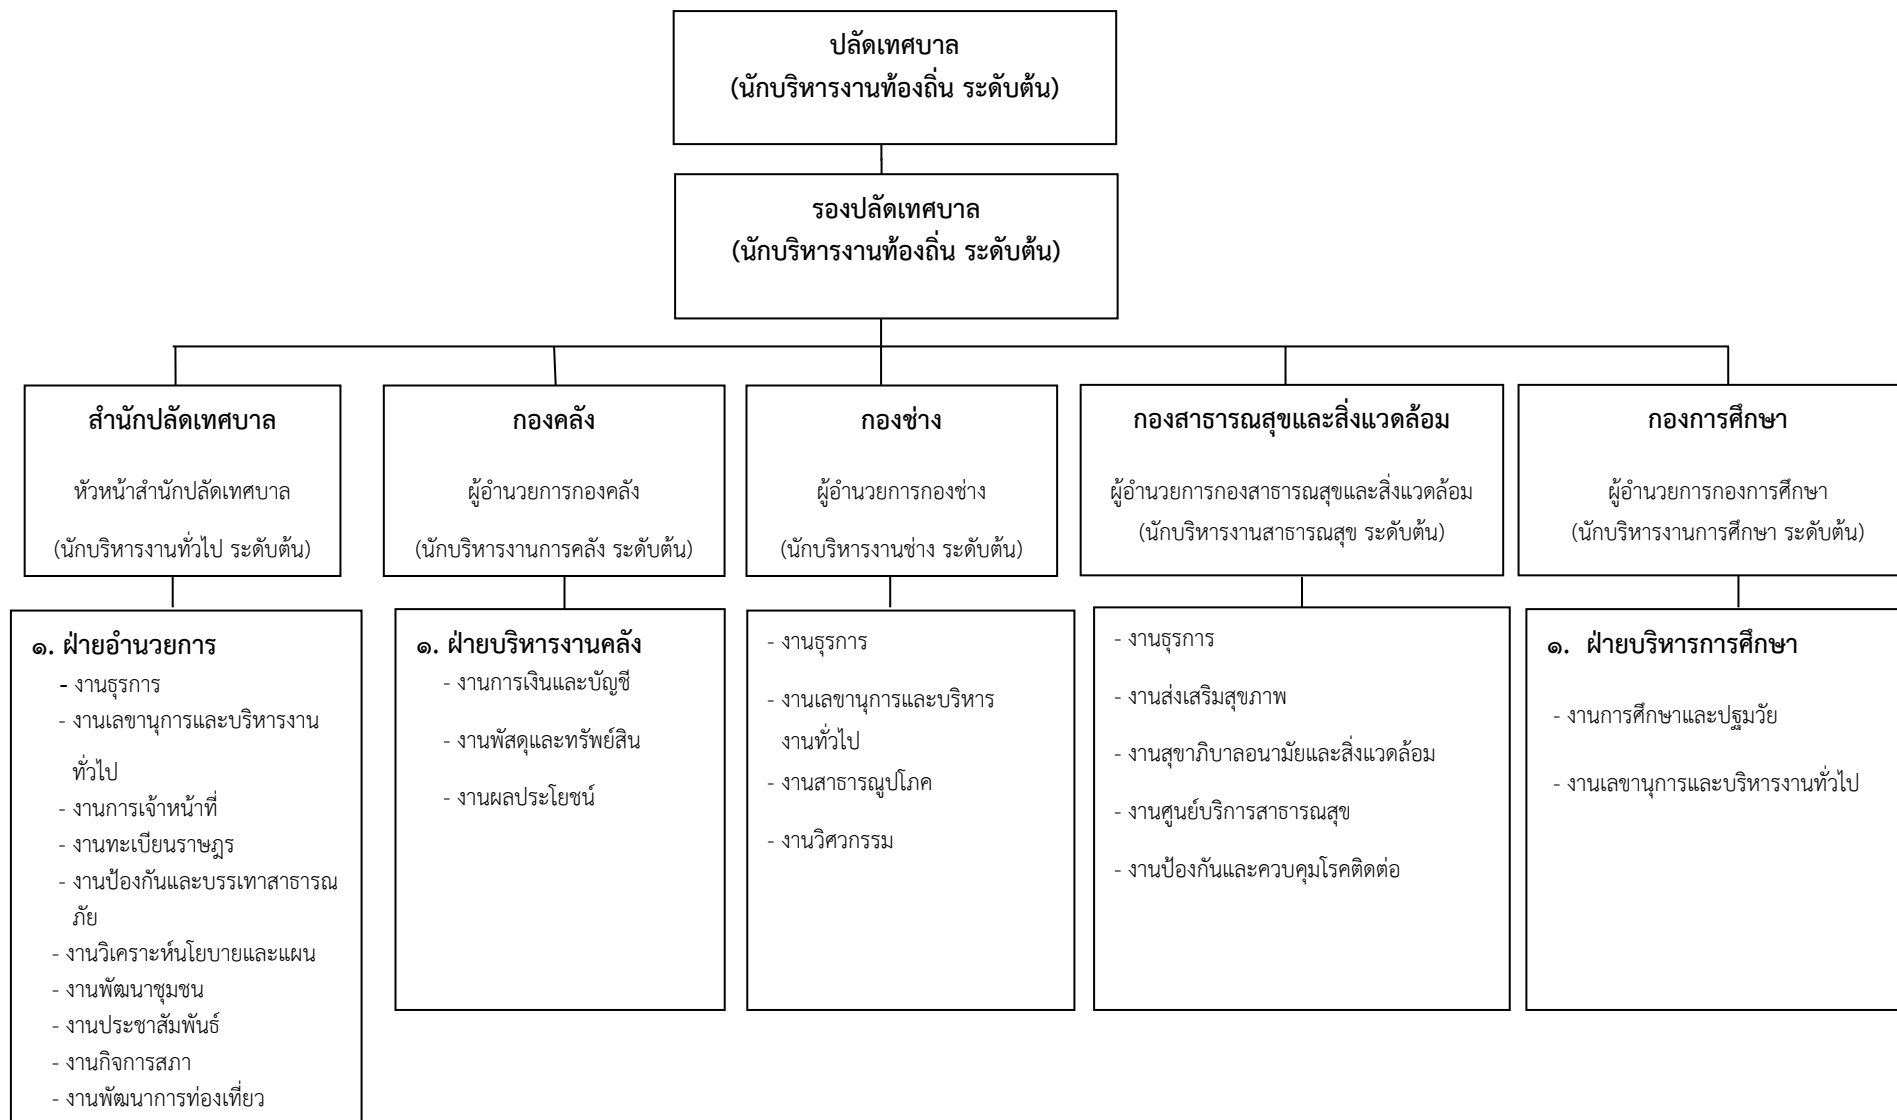 ปลัดเทศบาล
(นักบริหารงานท้องถิ่น ระดับต้น)
รองปลัดเทศบาล
(นักบริหารงานท้องถิ่น ระดับต้น)
สำนักปลัดเทศบาล
หัวหน้าสำนักปลัดเทศบาล
(นักบริหารงานทั่วไป ระดับต้น)
กองคลัง
ผู้อำนวยการกองคลัง
(นักบริหารงานการคลัง ระดับต้น)
กองช่าง
ผู้อำนวยการกองช่าง
(นักบริหารงานช่าง ระดับต้น)
กองสาธารณสุขและสิ่งแวดล้อม
ผู้อำนวยการกองสาธารณสุขและสิ่งแวดล้อม
(นักบริหารงานสาธารณสุข ระดับต้น)
กองการศึกษา
ผู้อำนวยการกองการศึกษา
(นักบริหารงานการศึกษา ระดับต้น)
๑. ฝ่ายอำนวยการ
- งานธุรการ
- งานเลขานุการและบริหารงาน
ทั่วไป
- งานการเจ้าหน้าที่
- งานทะเบียนราษฎร
- งานป้องกันและบรรเทาสาธารณ
ภัย
- งานวิเคราะห์นโยบายและแผน
- งานพัฒนาชุมชน
- งานประชาสัมพันธ์
- งานกิจการสภา
- งานพัฒนาการท่องเที่ยว
๑. ฝ่ายบริหารงานคลัง
- งานการเงินและบัญชี
- งานพัสดุและทรัพย์สิน
- งานผลประโยชน์
- งานธุรการ
- งานเลขานุการและบริหาร
งานทั่วไป
- งานสาธารณูปโภค
- งานวิศวกรรม
- งานธุรการ
- งานส่งเสริมสุขภาพ
- งานสุขาภิบาลอนามัยและสิ่งแวดล้อม
- งานศูนย์บริการสาธารณสุข
- งานป้องกันและควบคุมโรคติดต่อ
๑. ฝ่ายบริหารการศึกษา
- งานการศึกษาและปฐมวัย
- งานเลขานุการและบริหารงานทั่วไป